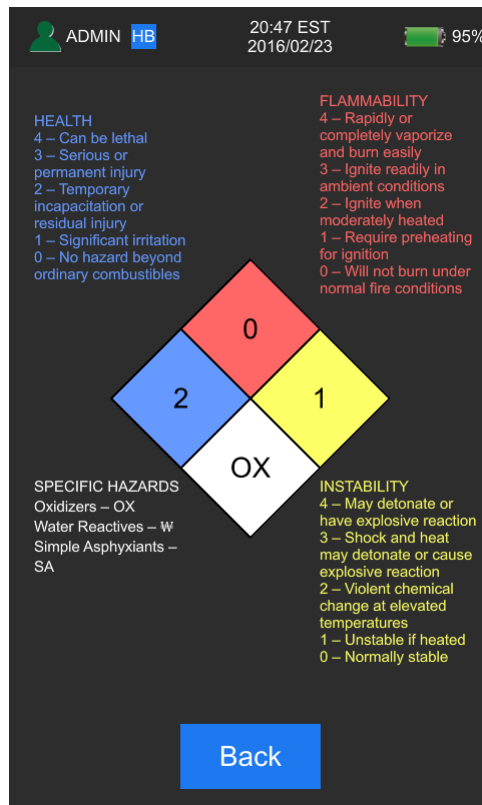 ADMIN HB
20:47 EST
2016/02/23
95%
HEALTH
4 – Can be lethal
3 – Serious or
permanent injury
2 – Temporary
incapacitation or
residual injury
1 – Significant irritation
0 – No hazard beyond
ordinary combustibles
FLAMMABILITY
4 – Rapidly or
completely vaporize
and burn easily
3 – Ignite readily in
ambient conditions
2 – Ignite when
moderately heated
1 – Require preheating
for ignition
0 – Will not burn under
normal fire conditions
0
2
1
OX
SPECIFIC HAZARDS
Oxidizers – OX
Water Reactives – W̶
Simple Asphyxiants –
SA
INSTABILITY
4 – May detonate or
have explosive reaction
3 – Shock and heat
may detonate or cause
explosive reaction
2 – Violent chemical
change at elevated
temperatures
1 – Unstable if heated
0 – Normally stable
Back